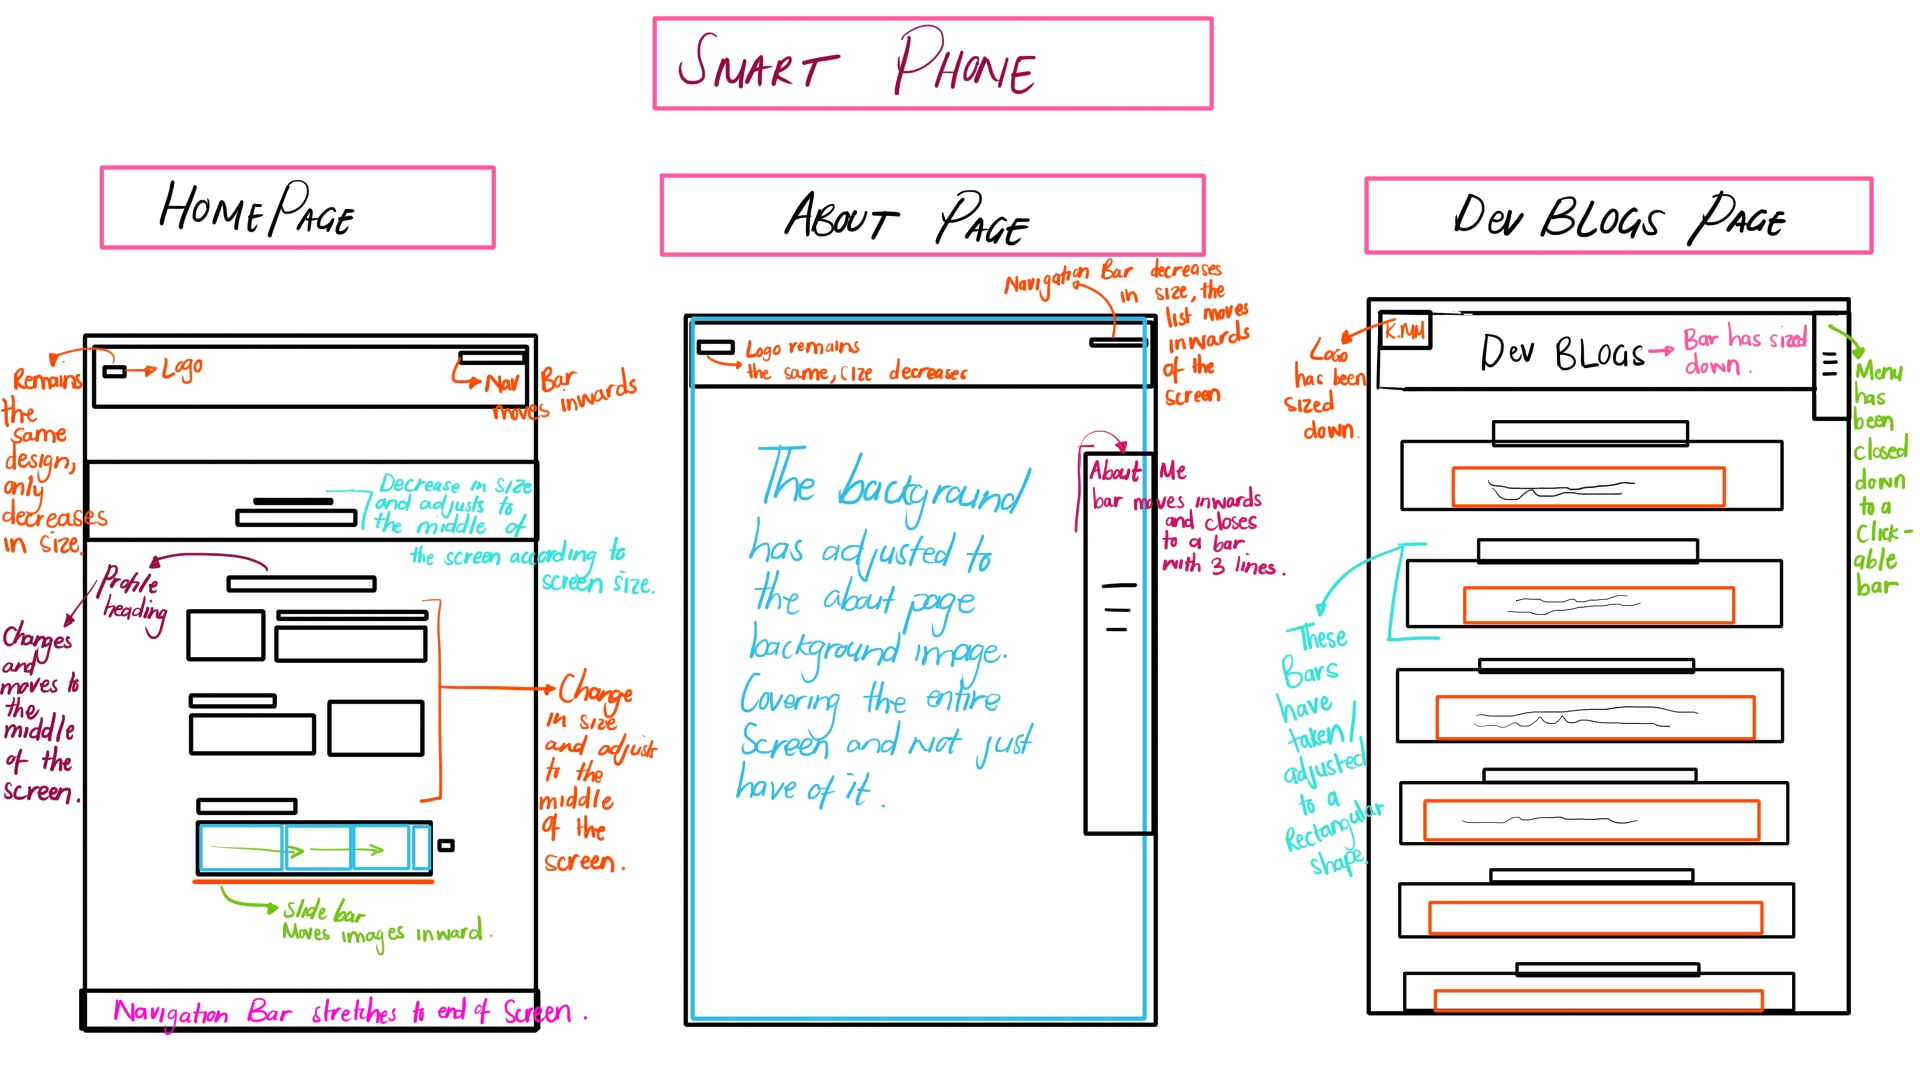 SMART PHONE
HOMEPAGE
ABOUT PAGE
DEV BLOGS PAGE
Logo
Nav Bar
moves inwards
Remains
the
same
design,
only
decreases
in size.
Decrease in size
and adjusts to
the middle of
the screen according to
screen size.
Profile
heading
Changes
and
moves to
the
middle
of the
screen.
Change
in size
and adjusts
to the
middle
of the
screen.
Slide bar
Moves images inward.
Navigation Bar stretches to end of Screen.
Navigation Bar decreases
in size, the
list moves
inwards
of the
screen.
Logo remains
the same, size decreases
The background
has adjusted to
the about page
background image.
Covering the entire
Screen and not just
have of it.
About Me
bar moves inwards
and closes
to a bar
with 3 lines.
K.NM
Logo
has been
sized
down.
DEV BLOGS
Bar has sized
down.
Menu
has
been
closed
down
to a
Click-
able
bar
These
Bars
have
taken/
adjusted
to a
Rectangular
shape.